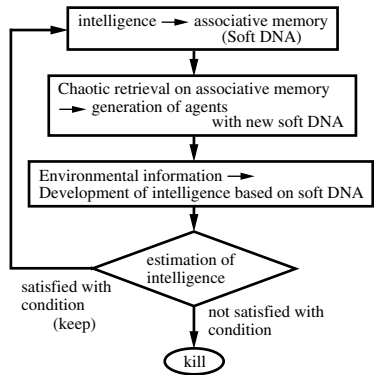 intelligence → associative memory
(Soft DNA)
Chaotic retrieval on associative memory
→ generation of agents
with new soft DNA
Environmental information →
Development of intelligence based on soft DNA
estimation of
intelligence
satisfied with
condition
(keep)
not satisfied with
condition
kill